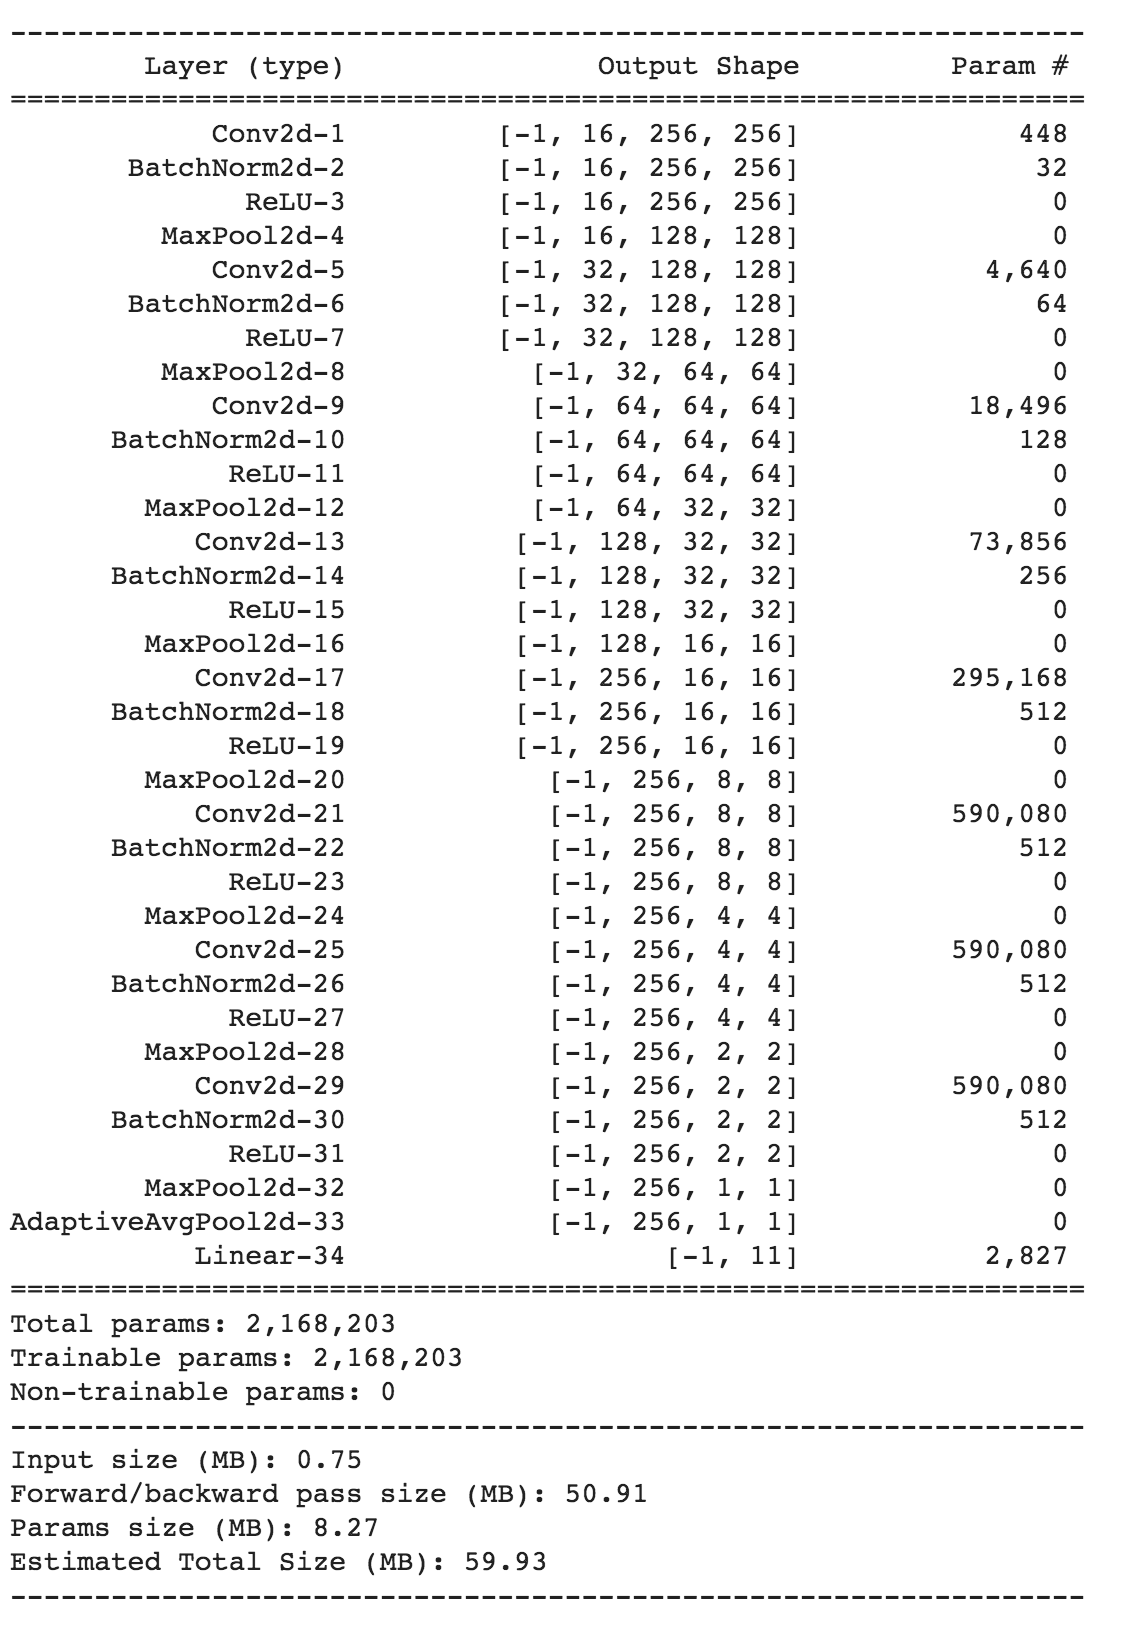 ----------------------------------------------------------------
Layer (type) Output Shape Param #
================================================================
Conv2d-1 [-1, 16, 256, 256] 448
BatchNorm2d-2 [-1, 16, 256, 256] 32
ReLU-3 [-1, 16, 256, 256] 0
MaxPool2d-4 [-1, 16, 128, 128] 0
Conv2d-5 [-1, 32, 128, 128] 4,640
BatchNorm2d-6 [-1, 32, 128, 128] 64
ReLU-7 [-1, 32, 128, 128] 0
MaxPool2d-8 [-1, 32, 64, 64] 0
Conv2d-9 [-1, 64, 64, 64] 18,496
BatchNorm2d-10 [-1, 64, 64, 64] 128
ReLU-11 [-1, 64, 64, 64] 0
MaxPool2d-12 [-1, 64, 32, 32] 0
Conv2d-13 [-1, 128, 32, 32] 73,856
BatchNorm2d-14 [-1, 128, 32, 32] 256
ReLU-15 [-1, 128, 32, 32] 0
MaxPool2d-16 [-1, 128, 16, 16] 0
Conv2d-17 [-1, 256, 16, 16] 295,168
BatchNorm2d-18 [-1, 256, 16, 16] 512
ReLU-19 [-1, 256, 16, 16] 0
MaxPool2d-20 [-1, 256, 8, 8] 0
Conv2d-21 [-1, 256, 8, 8] 590,080
BatchNorm2d-22 [-1, 256, 8, 8] 512
ReLU-23 [-1, 256, 8, 8] 0
MaxPool2d-24 [-1, 256, 4, 4] 0
Conv2d-25 [-1, 256, 4, 4] 590,080
BatchNorm2d-26 [-1, 256, 4, 4] 512
ReLU-27 [-1, 256, 4, 4] 0
MaxPool2d-28 [-1, 256, 2, 2] 0
Conv2d-29 [-1, 256, 2, 2] 590,080
BatchNorm2d-30 [-1, 256, 2, 2] 512
ReLU-31 [-1, 256, 2, 2] 0
MaxPool2d-32 [-1, 256, 1, 1] 0
AdaptiveAvgPool2d-33 [-1, 256, 1, 1] 0
Linear-34 [-1, 11] 2,827
================================================================
Total params: 2,168,203
Trainable params: 2,168,203
Non-trainable params: 0
----------------------------------------------------------------
Input size (MB): 0.75
Forward/backward pass size (MB): 50.91
Params size (MB): 8.27
Estimated Total Size (MB): 59.93
----------------------------------------------------------------